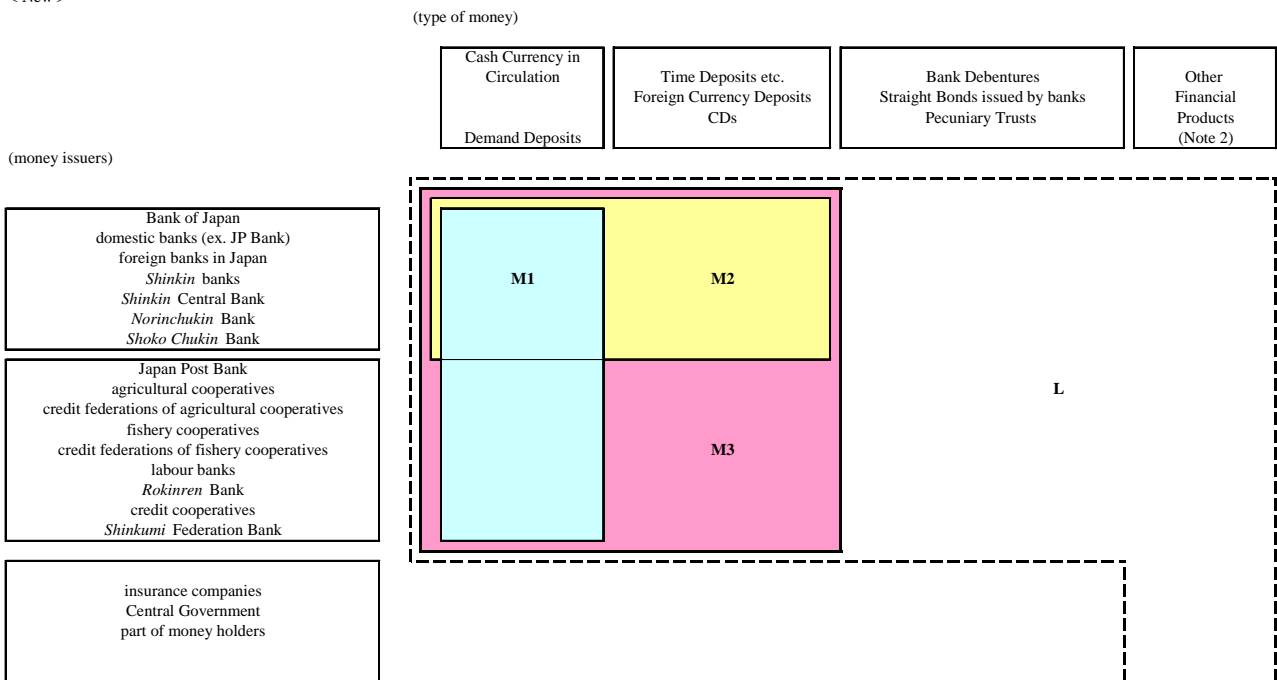 < New >
(type of money)
Cash Currency in
Circulation
Demand Deposits
Time Deposits etc.
Foreign Currency Deposits
CDs
Bank Debentures
Straight Bonds issued by banks
Pecuniary Trusts
Other
Financial
Products
(Note 2)
(money issuers)
Bank of Japan
domestic banks (ex. JP Bank)
foreign banks in Japan
Shinkin banks
Shinkin Central Bank
Norinchukin Bank
Shoko Chukin Bank
M1
M2
Japan Post Bank
agricultural cooperatives
credit federations of agricultural cooperatives
fishery cooperatives
credit federations of fishery cooperatives
labour banks
Rokinren Bank
credit cooperatives
Shinkumi Federation Bank
M3
L
insurance companies
Central Government
part of money holders